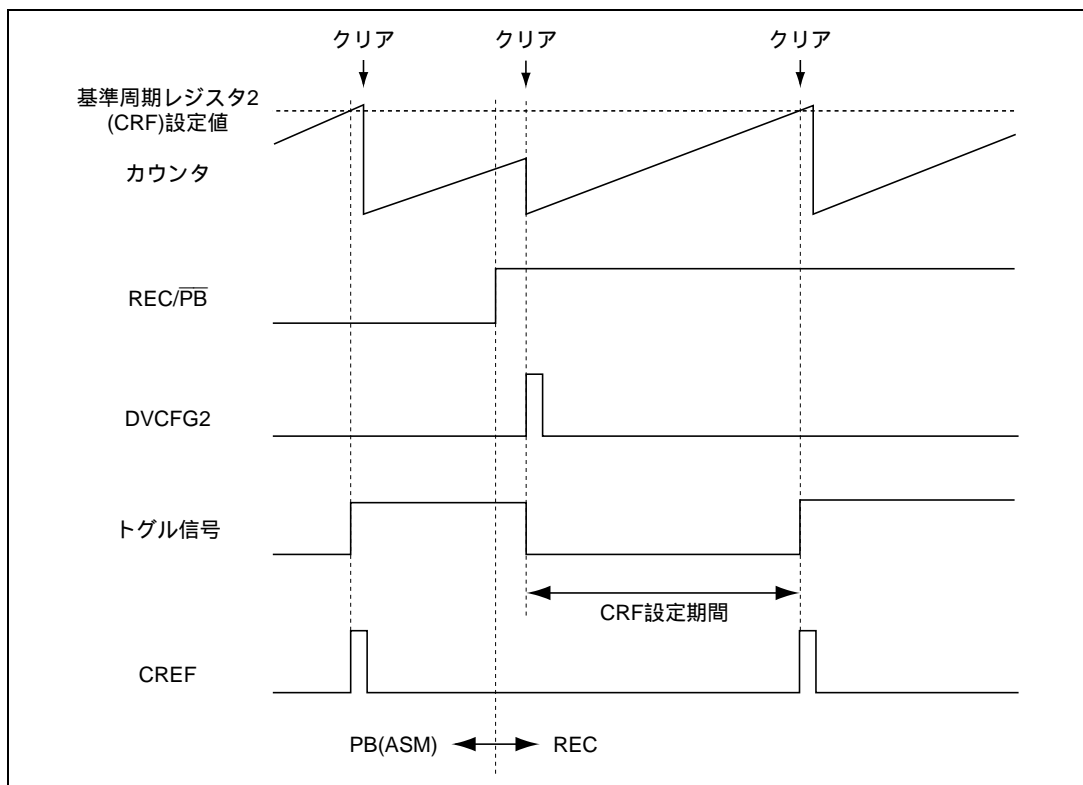 クリア クリア クリア
基準周期レジスタ2
(CRF)設定値
カウンタ
REC/P̅B̅
DVCFG2
トグル信号
CRF設定期間
CREF
PB(ASM) REC